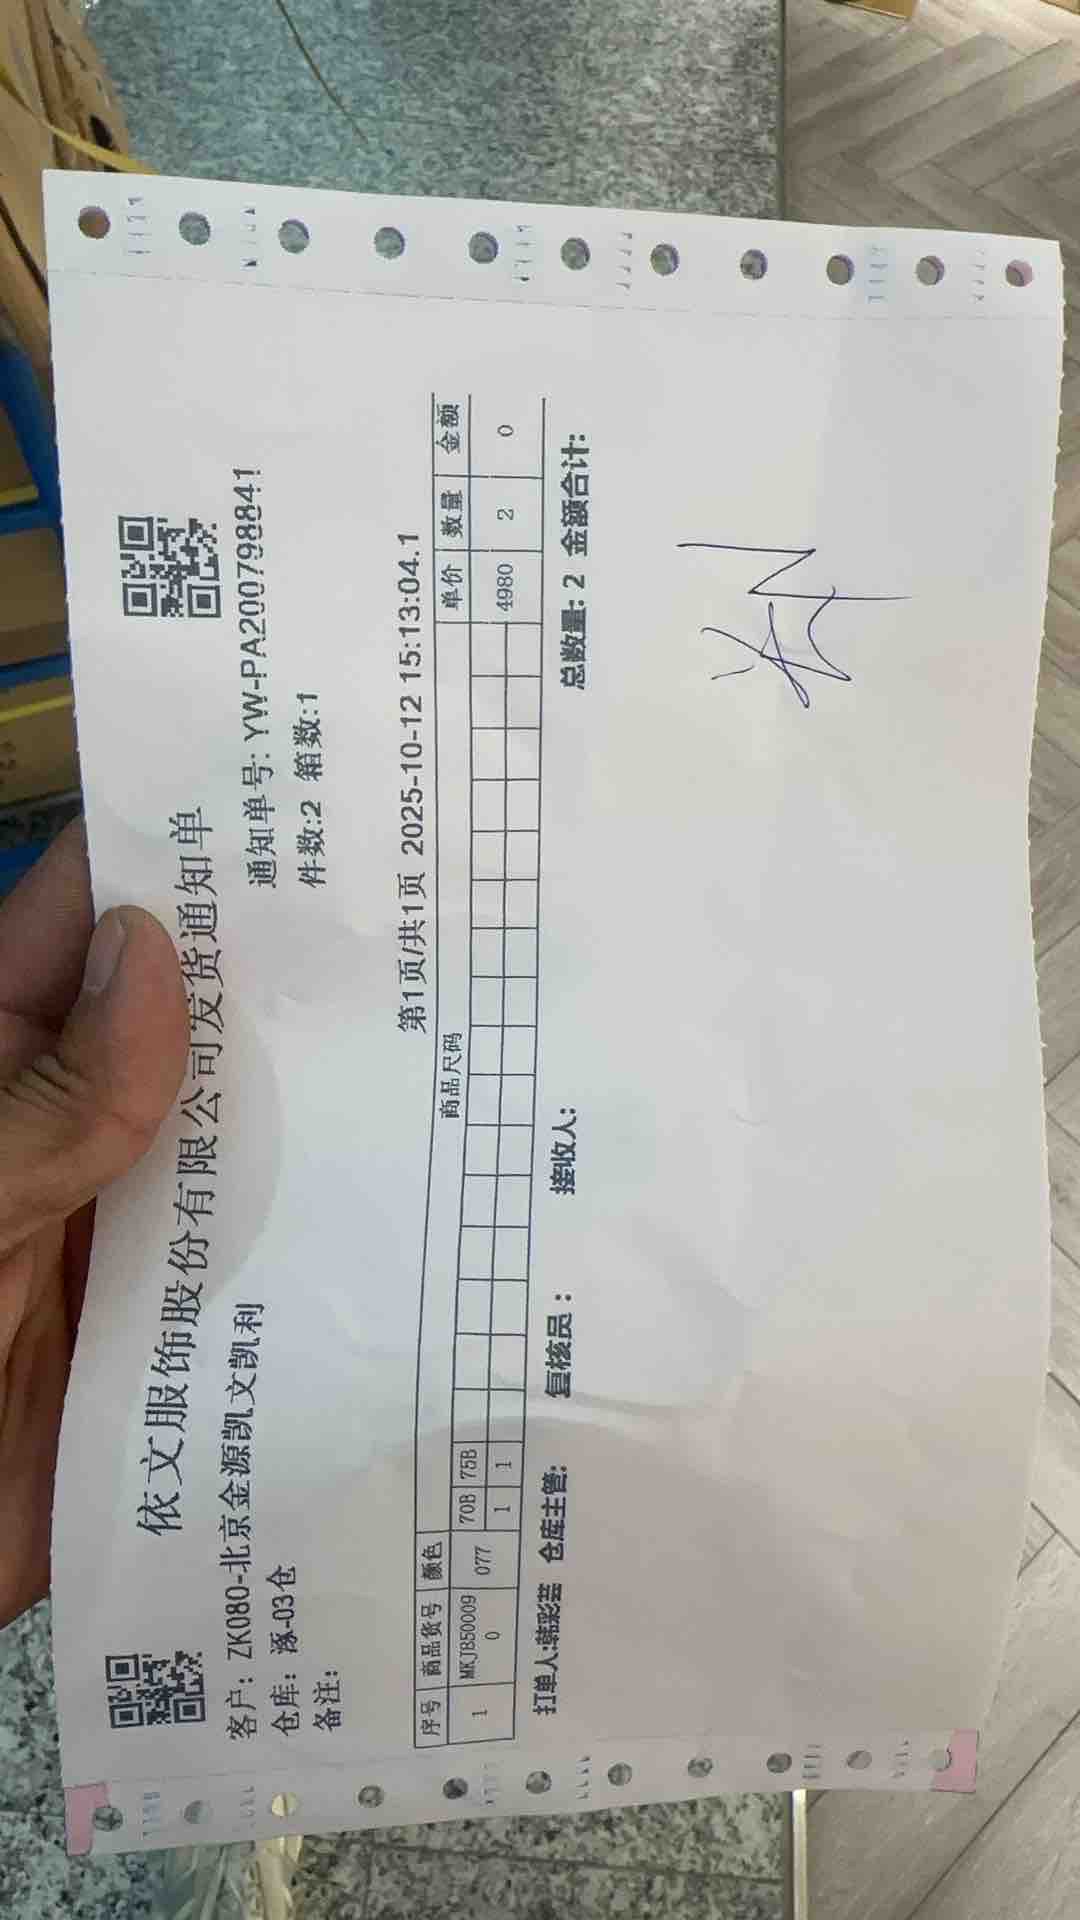 依文服饰股份有限公司发货通知单
客户: ZK080-北京金源凯文凯利 通知单号: YW-PA200798841
仓库: 涿-03仓 件数:2 箱数:1
备注:
第1页/共1页 2025-10-12 15:13:04.1
序号 商品货号 颜色 商品尺码 单价 数量 金额
1 MKJB50009 077 70B 75B 4980 2 0
0 1 1
打单人:韩彩芸 仓库主管: 复核员: 接收人: 总数量: 2 金额合计: